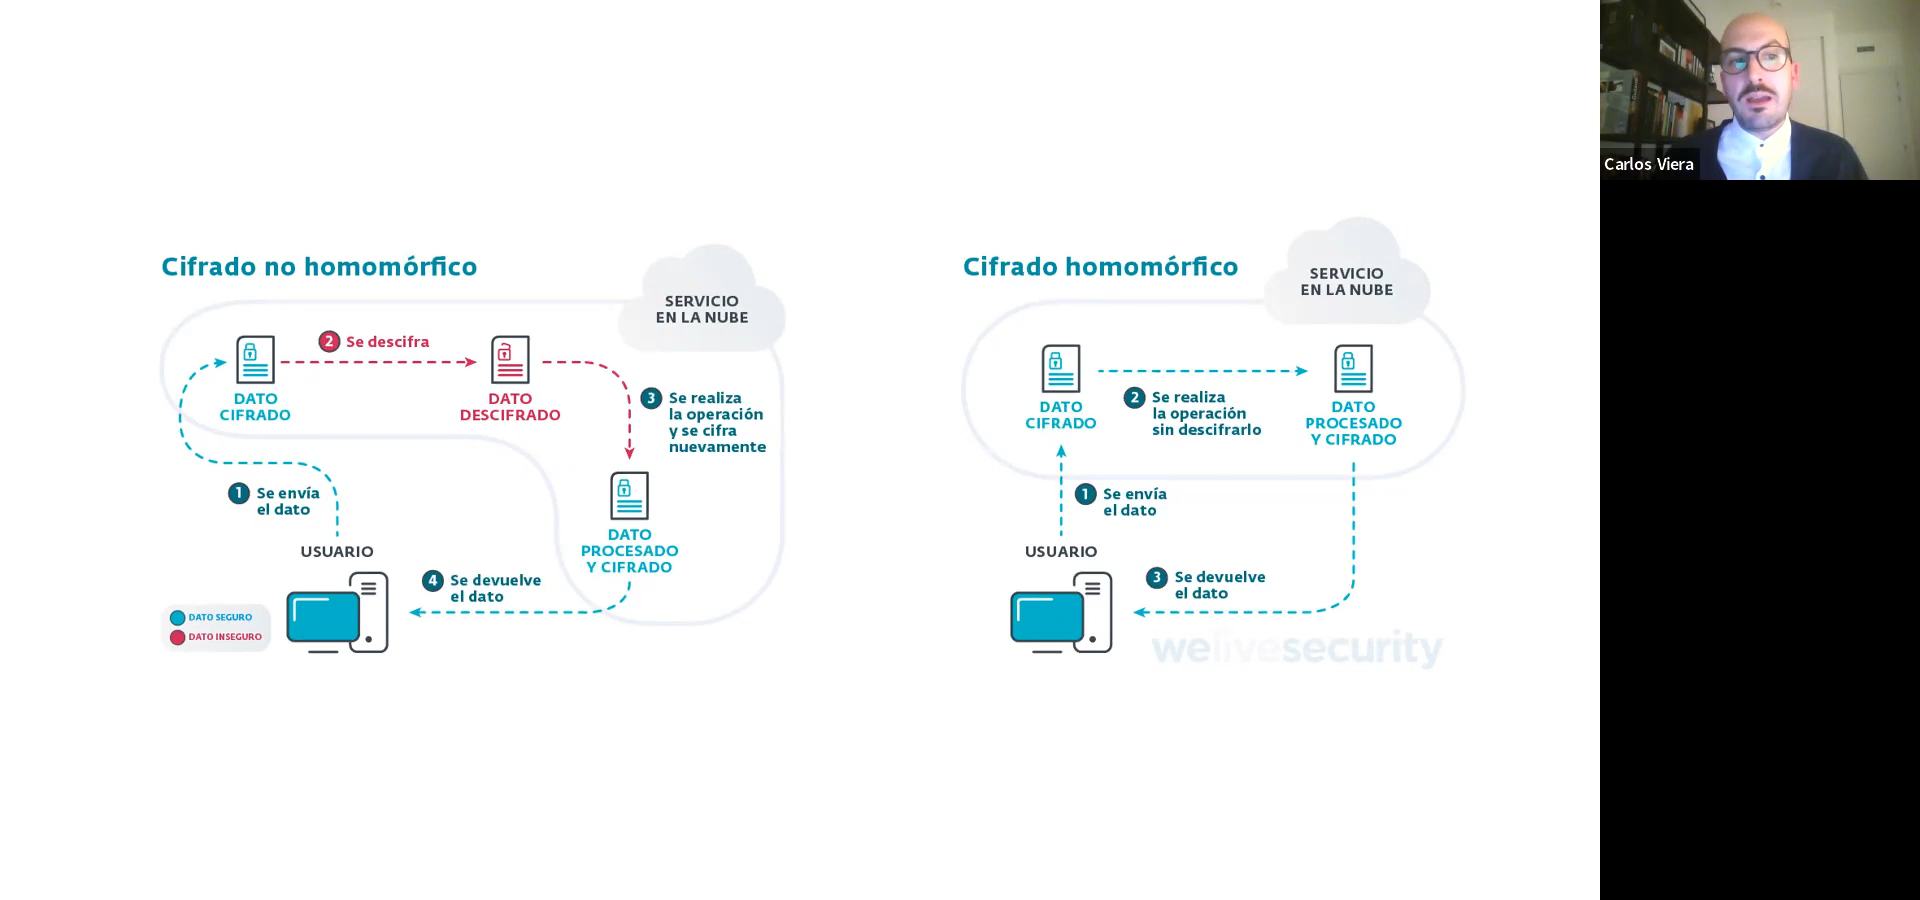 Cifrado no homomórfico
SERVICIO
EN LA NUBE
2 Se descifra
DATO
CIFRADO
DATO
DESCIFRADO
3 Se realiza
la operación
y se cifra
nuevamente
1 Se envía
el dato
DATO
PROCESADO
Y CIFRADO
USUARIO
4 Se devuelve
el dato
DATO SEGURO
DATO INSEGURO
Cifrado homomórfico
SERVICIO
EN LA NUBE
DATO
CIFRADO
2 Se realiza
la operación
sin descifrarlo
DATO
PROCESADO
Y CIFRADO
1 Se envía
el dato
USUARIO
3 Se devuelve
el dato
welivesecurity
Carlos Viera